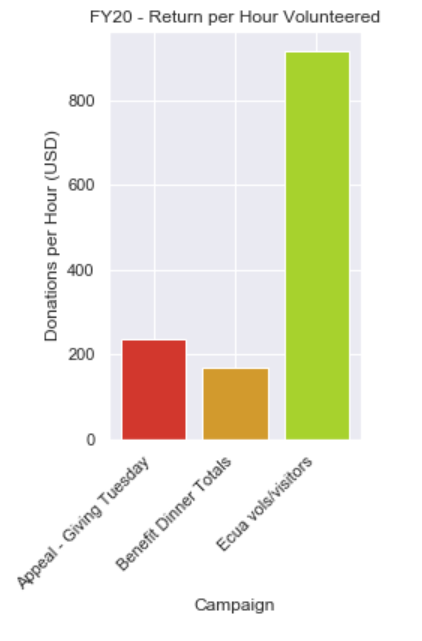 FY20 - Return per Hour Volunteered
Donations per Hour (USD)
800
600
400
200
0
Appeal - Giving Tuesday
Benefit Dinner Totals
Ecua vols/visitors
Campaign